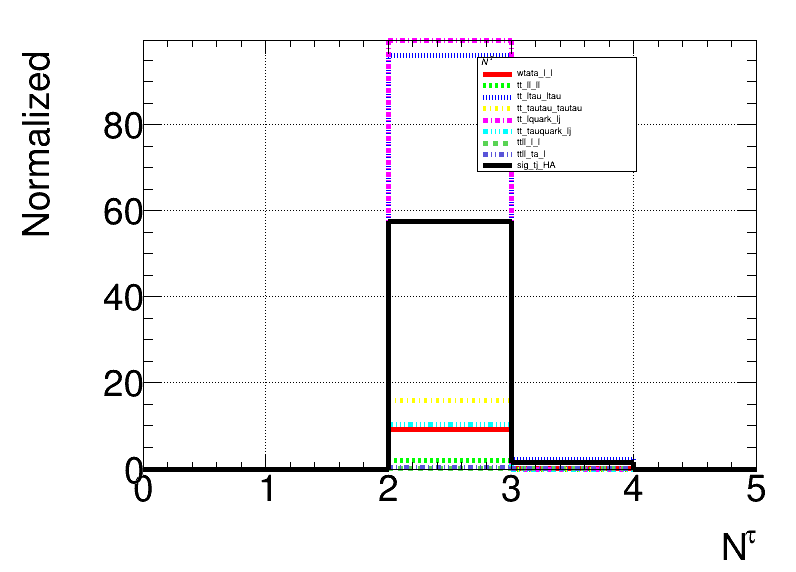 Normalized
80
60
40
20
0
0 1 2 3 4 5
N^τ
N^τ
wtata_l_l
tt_ll_ll
tt_ltau_ltau
tt_tautau_tautau
tt_lquark_lj
tt_tauquark_lj
ttll_l_l
ttll_ta_l
sig_tj_HA